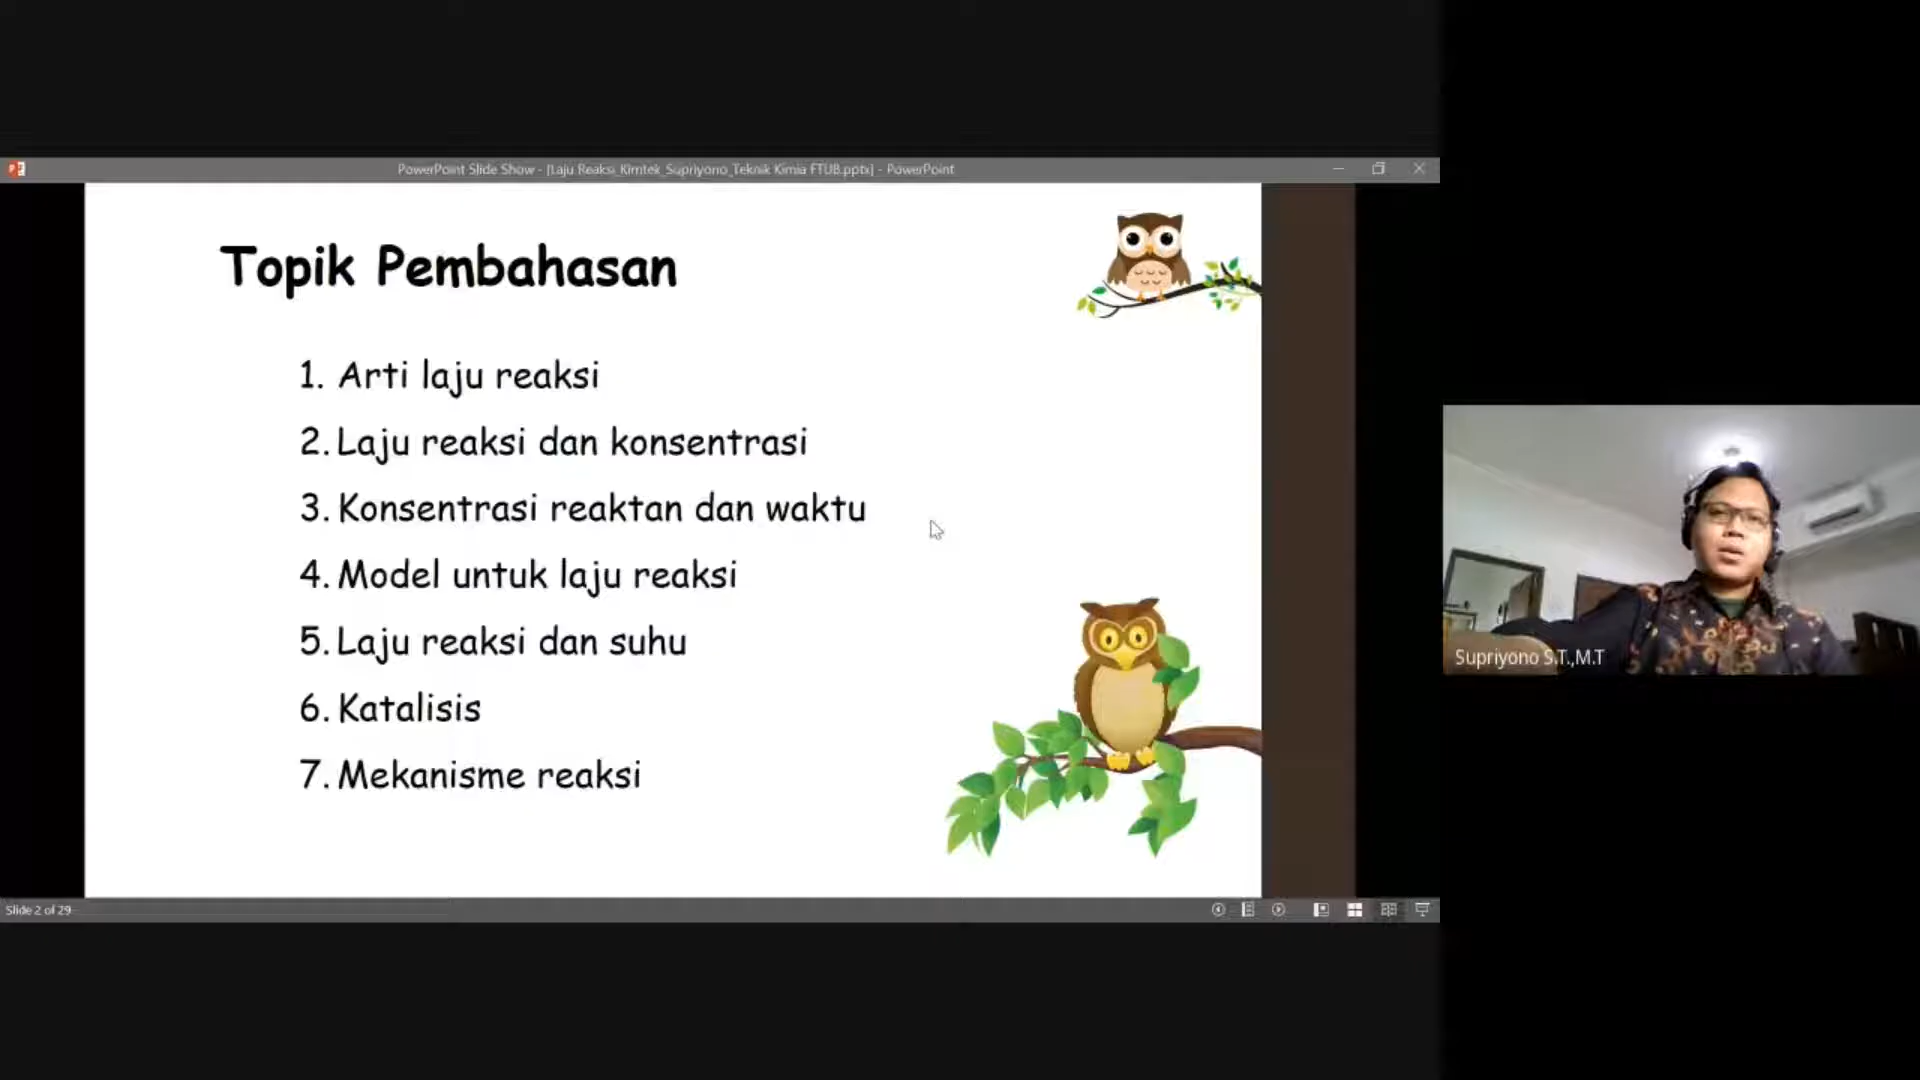 PowerPoint Slide Show - [Laju Reaksi_Kimtek_Supriyono_Teknik Kimia FTUB.pptx] - PowerPoint
Topik Pembahasan
1. Arti laju reaksi
2. Laju reaksi dan konsentrasi
3. Konsentrasi reaktan dan waktu
4. Model untuk laju reaksi
5. Laju reaksi dan suhu
6. Katalisis
7. Mekanisme reaksi
Supriyono S.T.,M.T
Slide 2 of 29